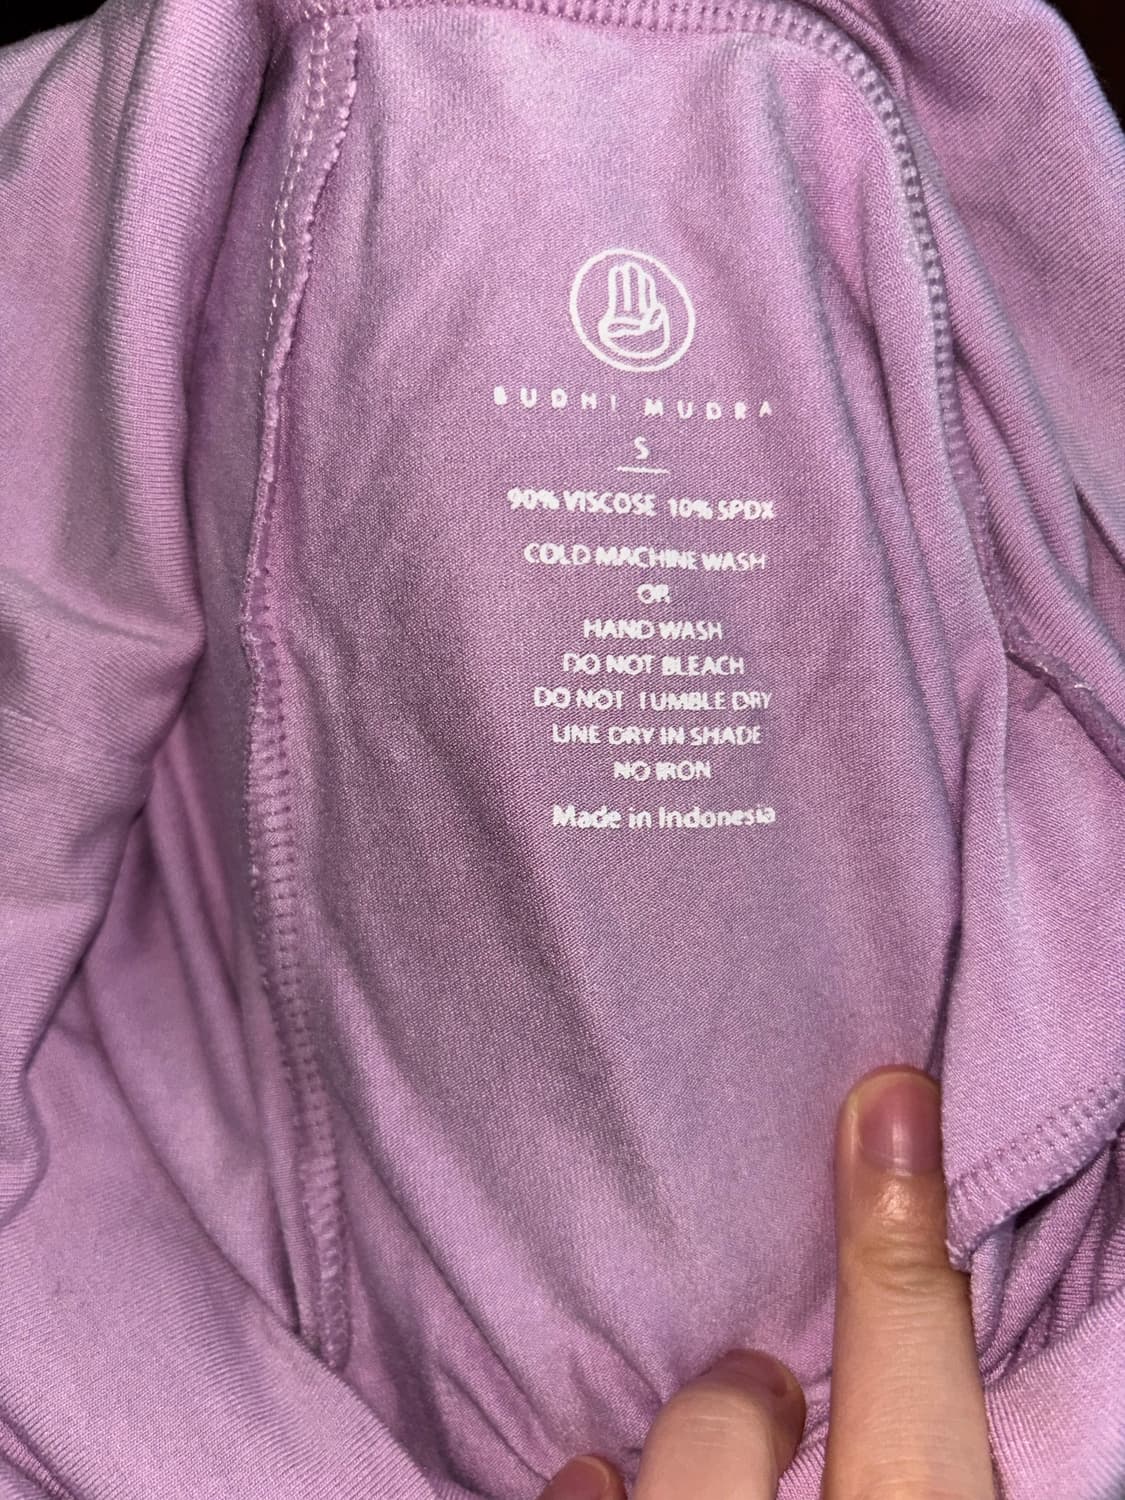 BUDHI MUDRA
S
90% VISCOSE 10% SPDX
COLD MACHINE WASH
OR
HAND WASH
DO NOT BLEACH
DO NOT TUMBLE DRY
LINE DRY IN SHADE
NO IRON
Made in Indonesia